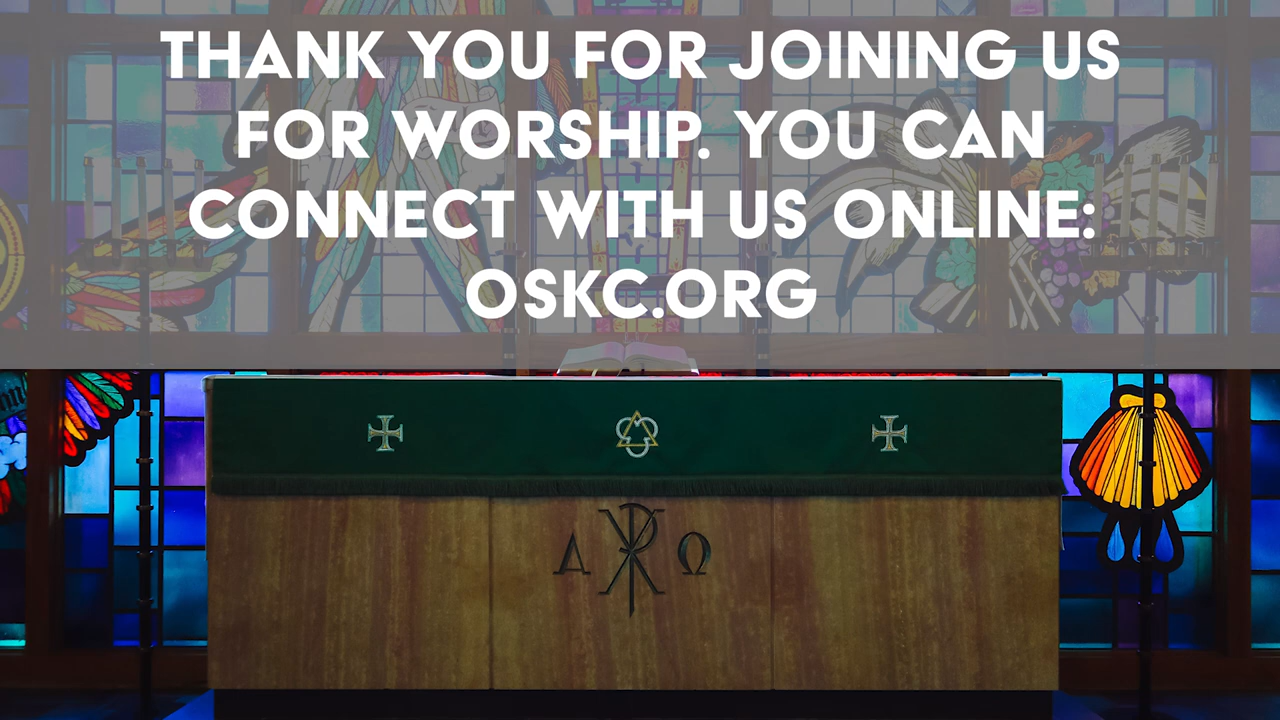 THANK YOU FOR JOINING US
FOR WORSHIP. YOU CAN
CONNECT WITH US ONLINE:
OSKC.ORG
Α ☧ Ω